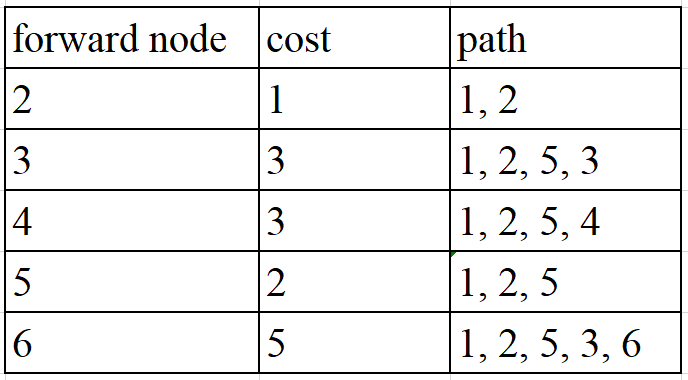 forward node cost path
2 1 1, 2
3 3 1, 2, 5, 3
4 3 1, 2, 5, 4
5 2 1, 2, 5
6 5 1, 2, 5, 3, 6